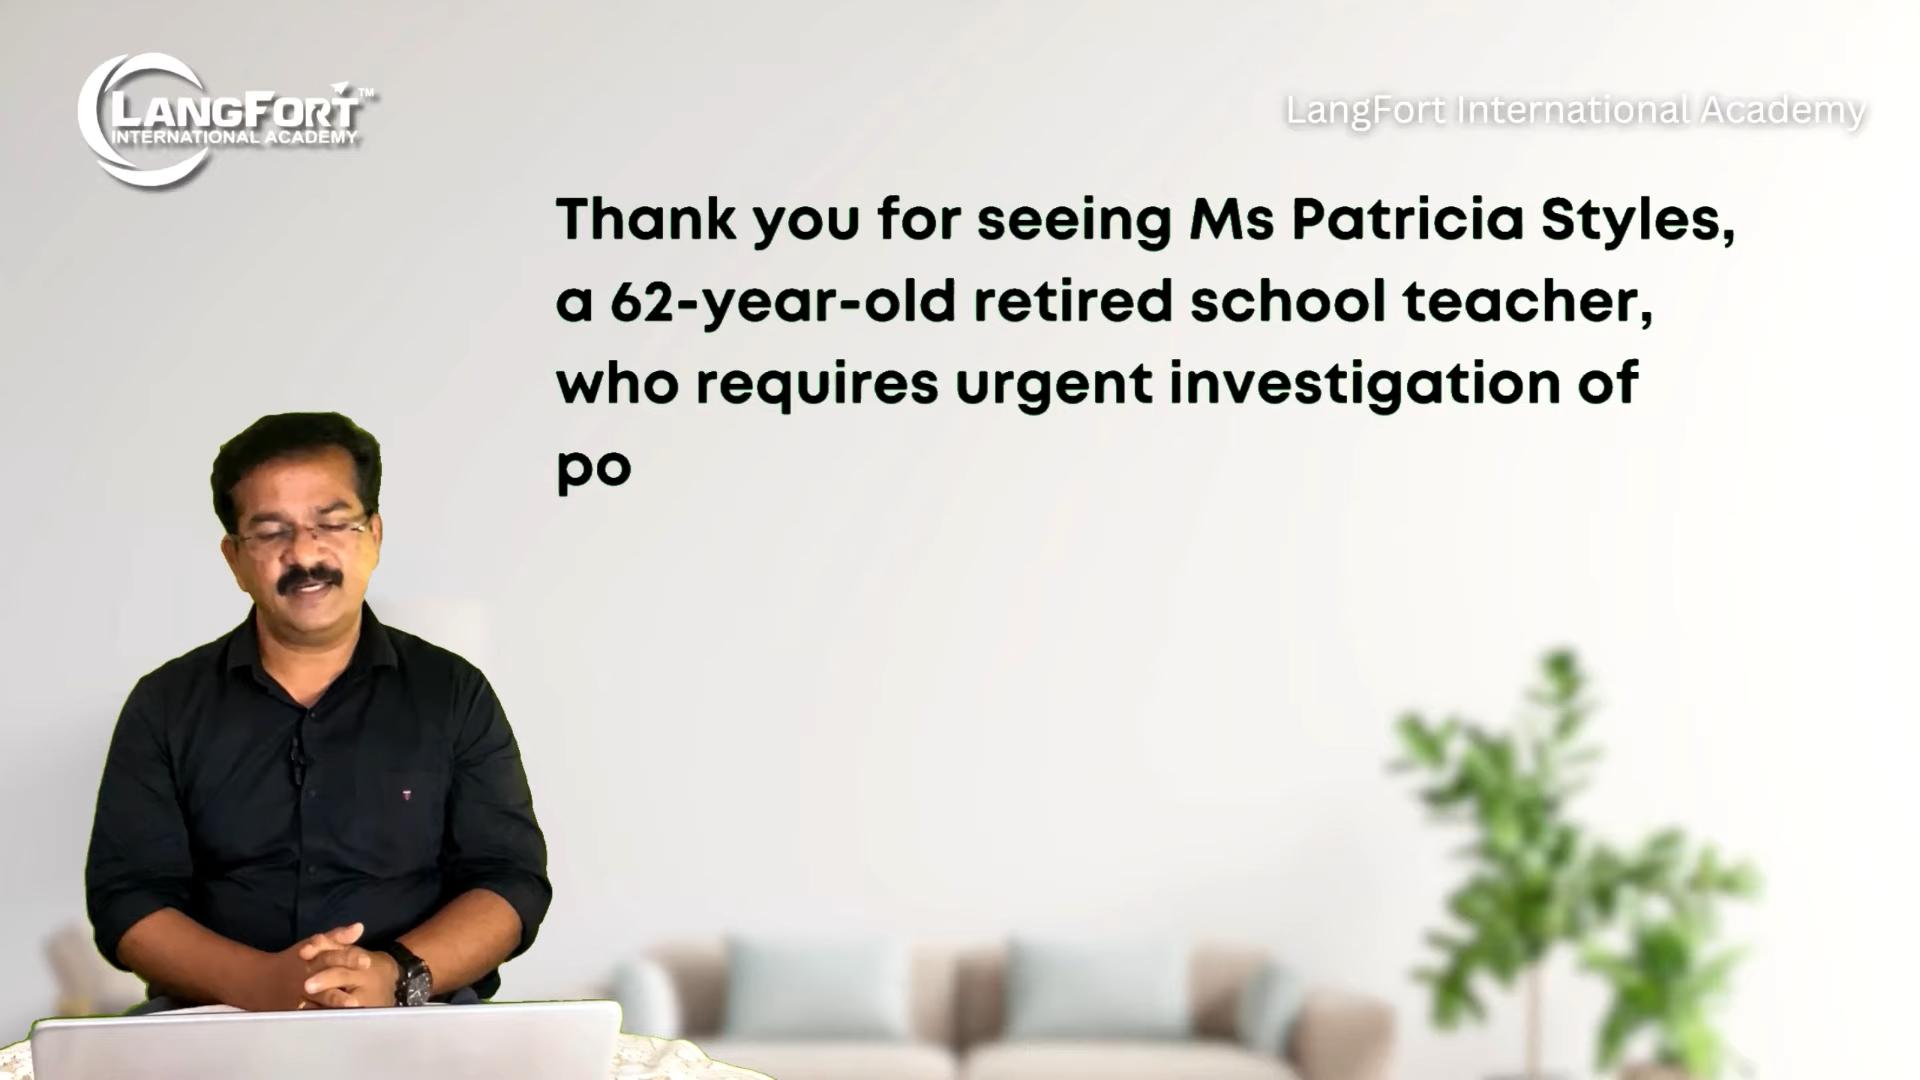 LANGFORT™
INTERNATIONAL ACADEMY
LangFort International Academy
Thank you for seeing Ms Patricia Styles,
a 62-year-old retired school teacher,
who requires urgent investigation of
po